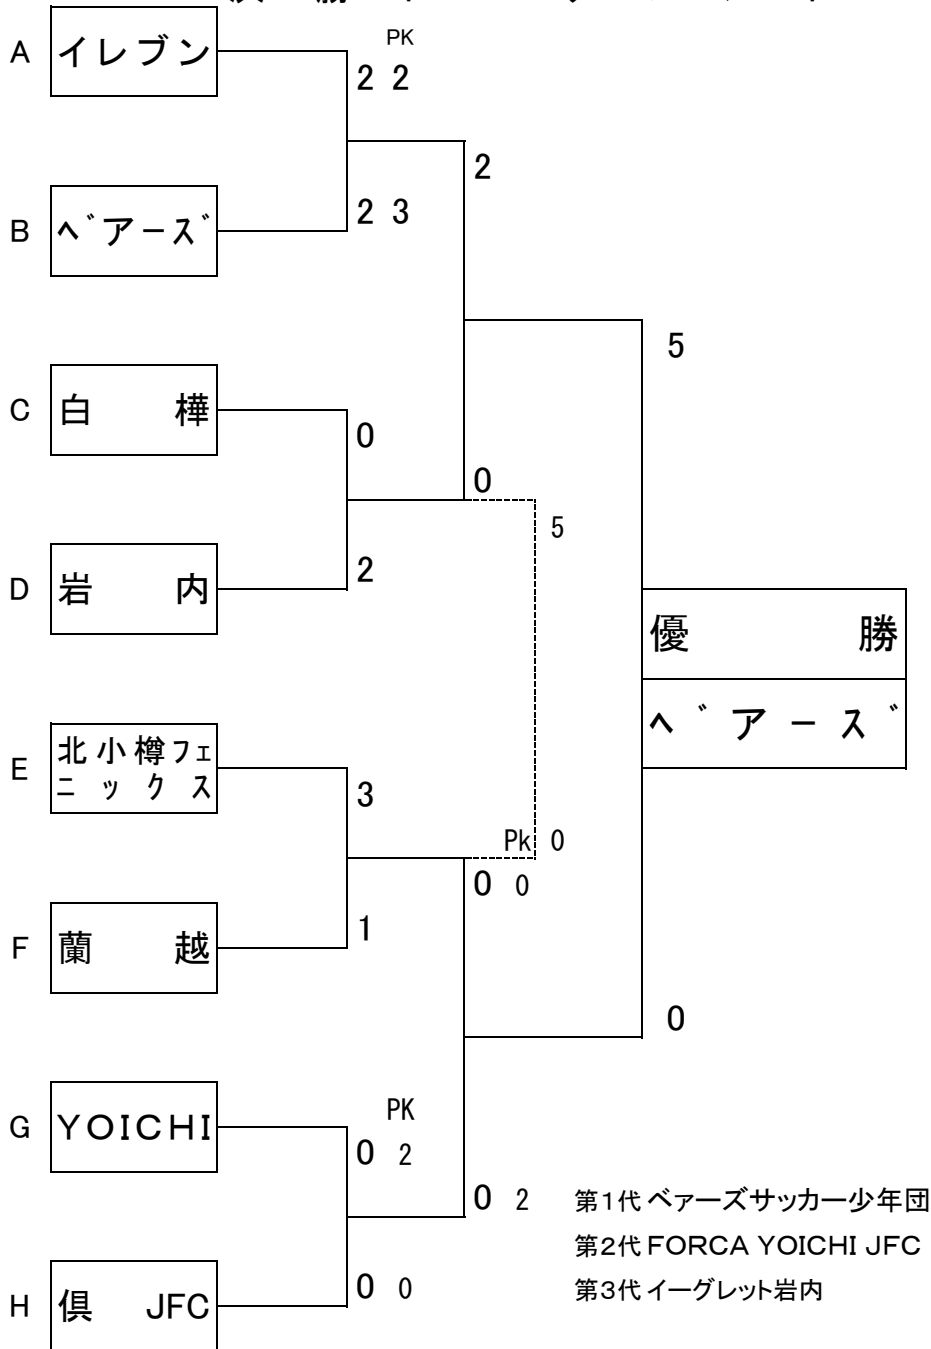 PK
A イレブン 2 2
2
B ベアーズ 2 3
5
C 白 樺 0
0
5
D 岩 内 2
優 勝
ベアーズ
E 北小樽フェ
ニックス 3
Pk 0
0 0
F 蘭 越 1
0
PK
G YOICHI 0 2
0 2 第1代 ベァーズサッカー少年団
第2代 FORCA YOICHI JFC
H 倶 JFC 0 0 第3代 イーグレット岩内